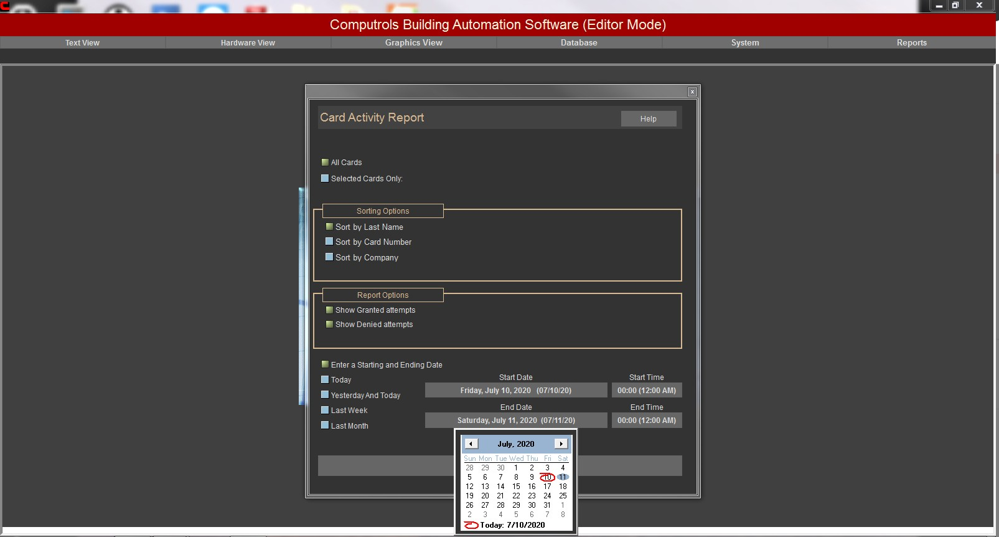 Computrols Building Automation Software (Editor Mode)
Text View Hardware View Graphics View Database System Reports
Card Activity Report
Help
All Cards
Selected Cards Only:
Sorting Options
Sort by Last Name
Sort by Card Number
Sort by Company
Report Options
Show Granted attempts
Show Denied attempts
Enter a Starting and Ending Date
Today
Yesterday And Today
Last Week
Last Month
Start Date Start Time
Friday, July 10, 2020 (07/10/20) 00:00 (12:00 AM)
End Date End Time
Saturday, July 11, 2020 (07/11/20) 00:00 (12:00 AM)
July, 2020
Sun Mon Tue Wed Thu Fri Sat
28 29 30 1 2 3 4
5 6 7 8 9 10 11
12 13 14 15 16 17 18
19 20 21 22 23 24 25
26 27 28 29 30 31 1
2 3 4 5 6 7 8
Today: 7/10/2020